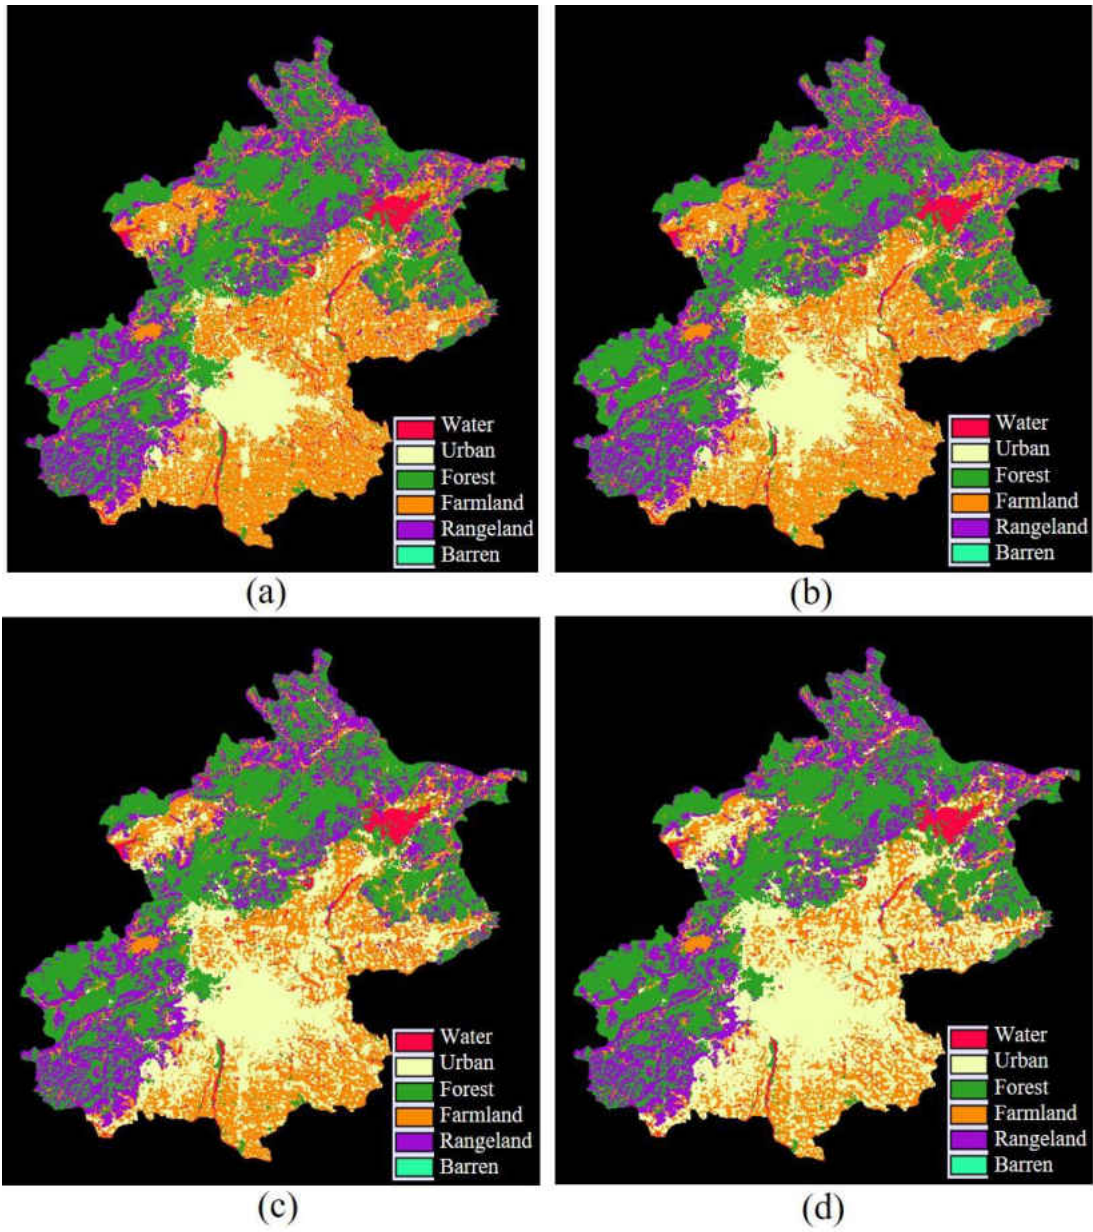 Water
Urban
Forest
Farmland
Rangeland
Barren
(a)
Water
Urban
Forest
Farmland
Rangeland
Barren
(b)
Water
Urban
Forest
Farmland
Rangeland
Barren
(c)
Water
Urban
Forest
Farmland
Rangeland
Barren
(d)